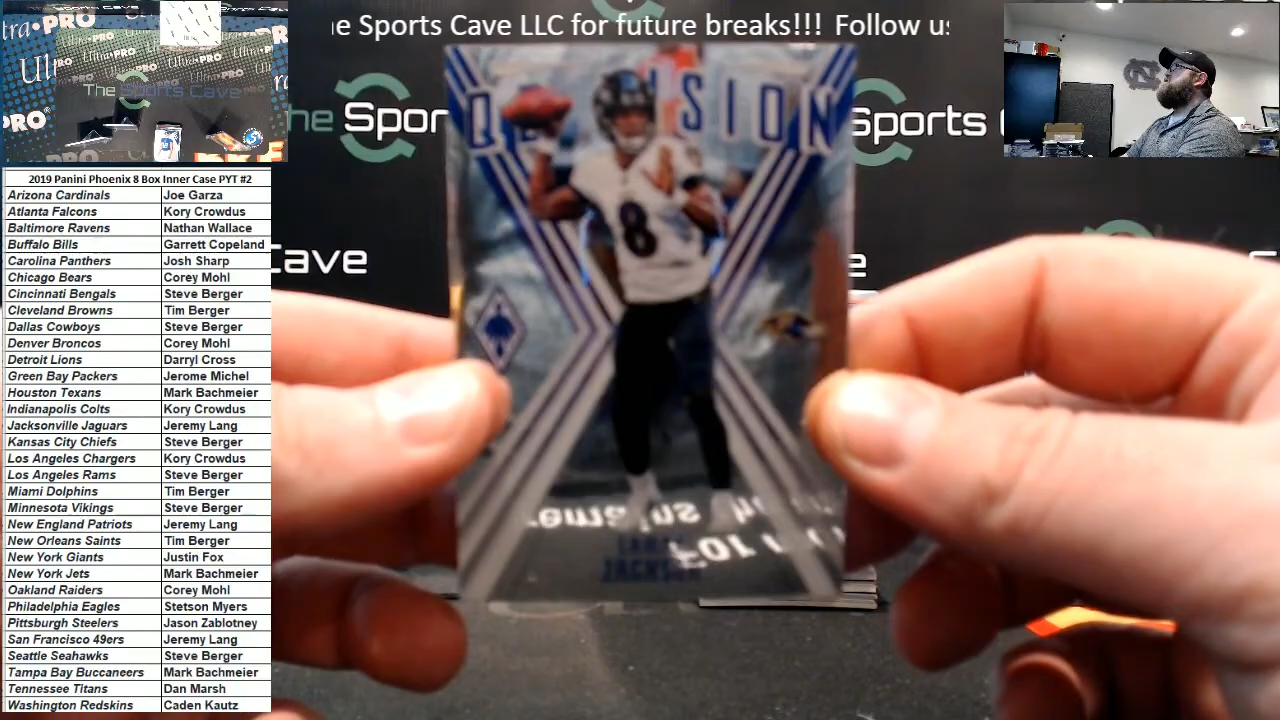 e Sports Cave LLC for future breaks!!! Follow us
Ultra•PRO
The Sports Cave
2019 Panini Phoenix 8 Box Inner Case PYT #2
Arizona Cardinals Joe Garza
Atlanta Falcons Kory Crowdus
Baltimore Ravens Nathan Wallace
Buffalo Bills Garrett Copeland
Carolina Panthers Josh Sharp
Chicago Bears Corey Mohl
Cincinnati Bengals Steve Berger
Cleveland Browns Tim Berger
Dallas Cowboys Steve Berger
Denver Broncos Corey Mohl
Detroit Lions Darryl Cross
Green Bay Packers Jerome Michel
Houston Texans Mark Bachmeier
Indianapolis Colts Kory Crowdus
Jacksonville Jaguars Jeremy Lang
Kansas City Chiefs Steve Berger
Los Angeles Chargers Kory Crowdus
Los Angeles Rams Steve Berger
Miami Dolphins Tim Berger
Minnesota Vikings Steve Berger
New England Patriots Jeremy Lang
New Orleans Saints Tim Berger
New York Giants Justin Fox
New York Jets Mark Bachmeier
Oakland Raiders Corey Mohl
Philadelphia Eagles Stetson Myers
Pittsburgh Steelers Jason Zablotney
San Francisco 49ers Jeremy Lang
Seattle Seahawks Steve Berger
Tampa Bay Buccaneers Mark Bachmeier
Tennessee Titans Dan Marsh
Washington Redskins Caden Kautz
he Spor
Sports C
Cave
e
SION
8
JACKSON